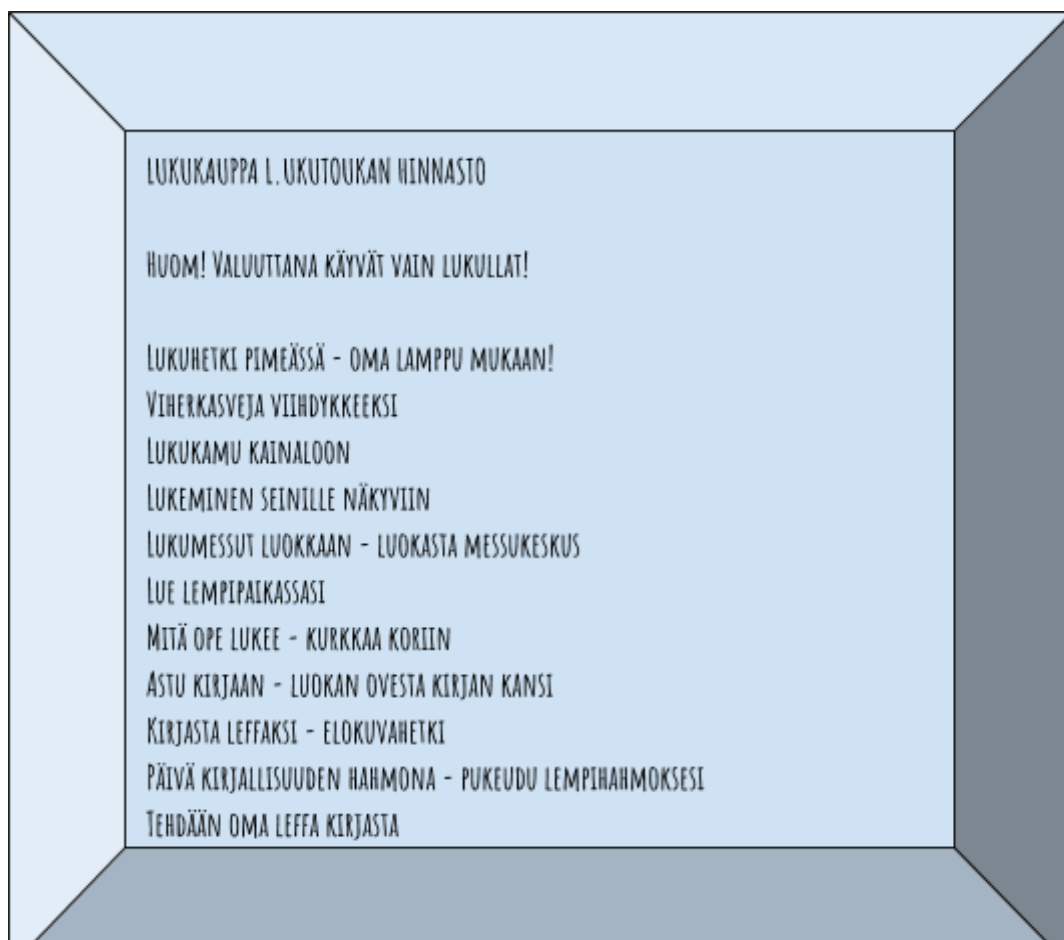 LUKUKAUPPA L. UKUTOUKAN HINNASTO
HUOM! VALUUTTANA KÄYVÄT VAIN LUKULLAT!
LUKUHETKI PIMEÄSSÄ - OMA LAMPPU MUKAAN!
VIHERKASVEJA VIIHDYKKEEKSI
LUKUKAMU KAINALOON
LUKEMINEN SEINILLE NÄKYVIIN
LUKUMESSUT LUOKKAAN - LUOKASTA MESSUKESKUS
LUE LEMPIPAIKASSASI
MITÄ OPE LUKEE - KURKKAA KORIIN
ASTU KIRJAAN - LUOKAN OVESTA KIRJAN KANSI
KIRJASTA LEFFAKSI - ELOKUVAHETKI
PÄIVÄ KIRJALLISUUDEN HAHMONA - PUKEUDU LEMPIHAHMOKSESI
TEHDÄÄN OMA LEFFA KIRJASTA